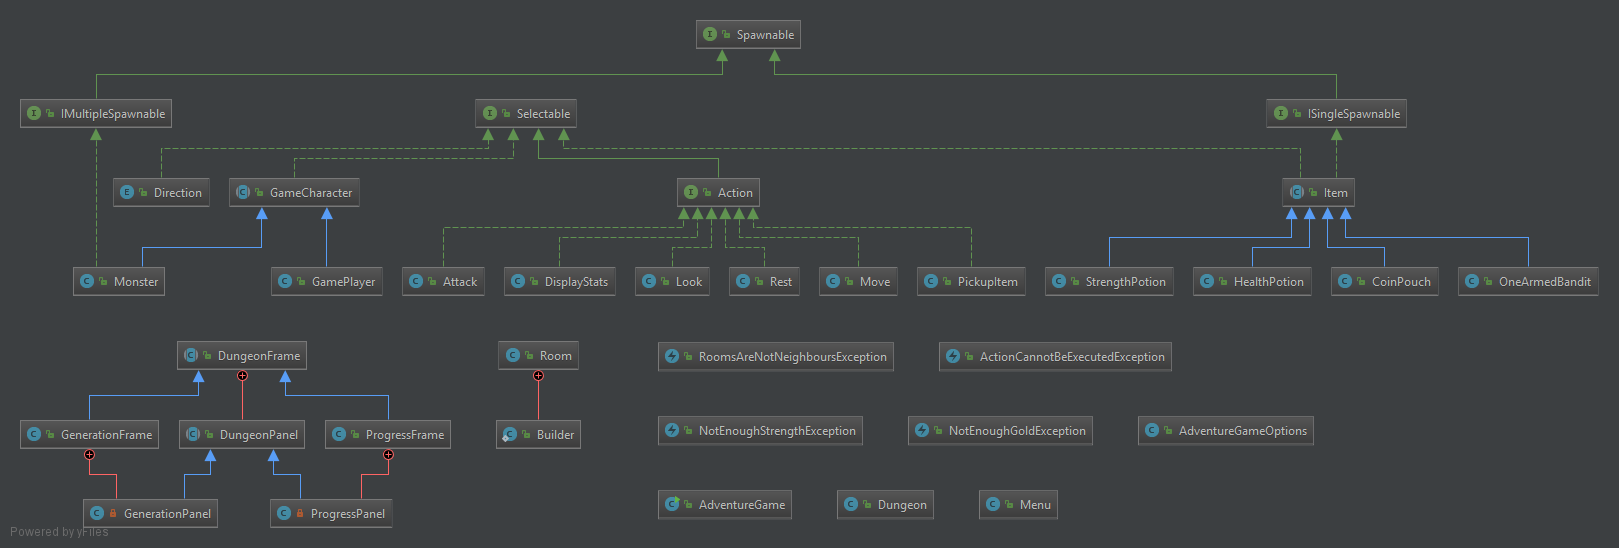 Spawnable
IMultipleSpawnable
Selectable
ISingleSpawnable
Direction
GameCharacter
Action
Item
Monster
GamePlayer
Attack
DisplayStats
Look
Rest
Move
PickupItem
StrengthPotion
HealthPotion
CoinPouch
OneArmedBandit
DungeonFrame
Room
RoomsAreNotNeighboursException
ActionCannotBeExecutedException
GenerationFrame
DungeonPanel
ProgressFrame
Builder
NotEnoughStrengthException
NotEnoughGoldException
AdventureGameOptions
GenerationPanel
ProgressPanel
AdventureGame
Dungeon
Menu
Powered by yFiles